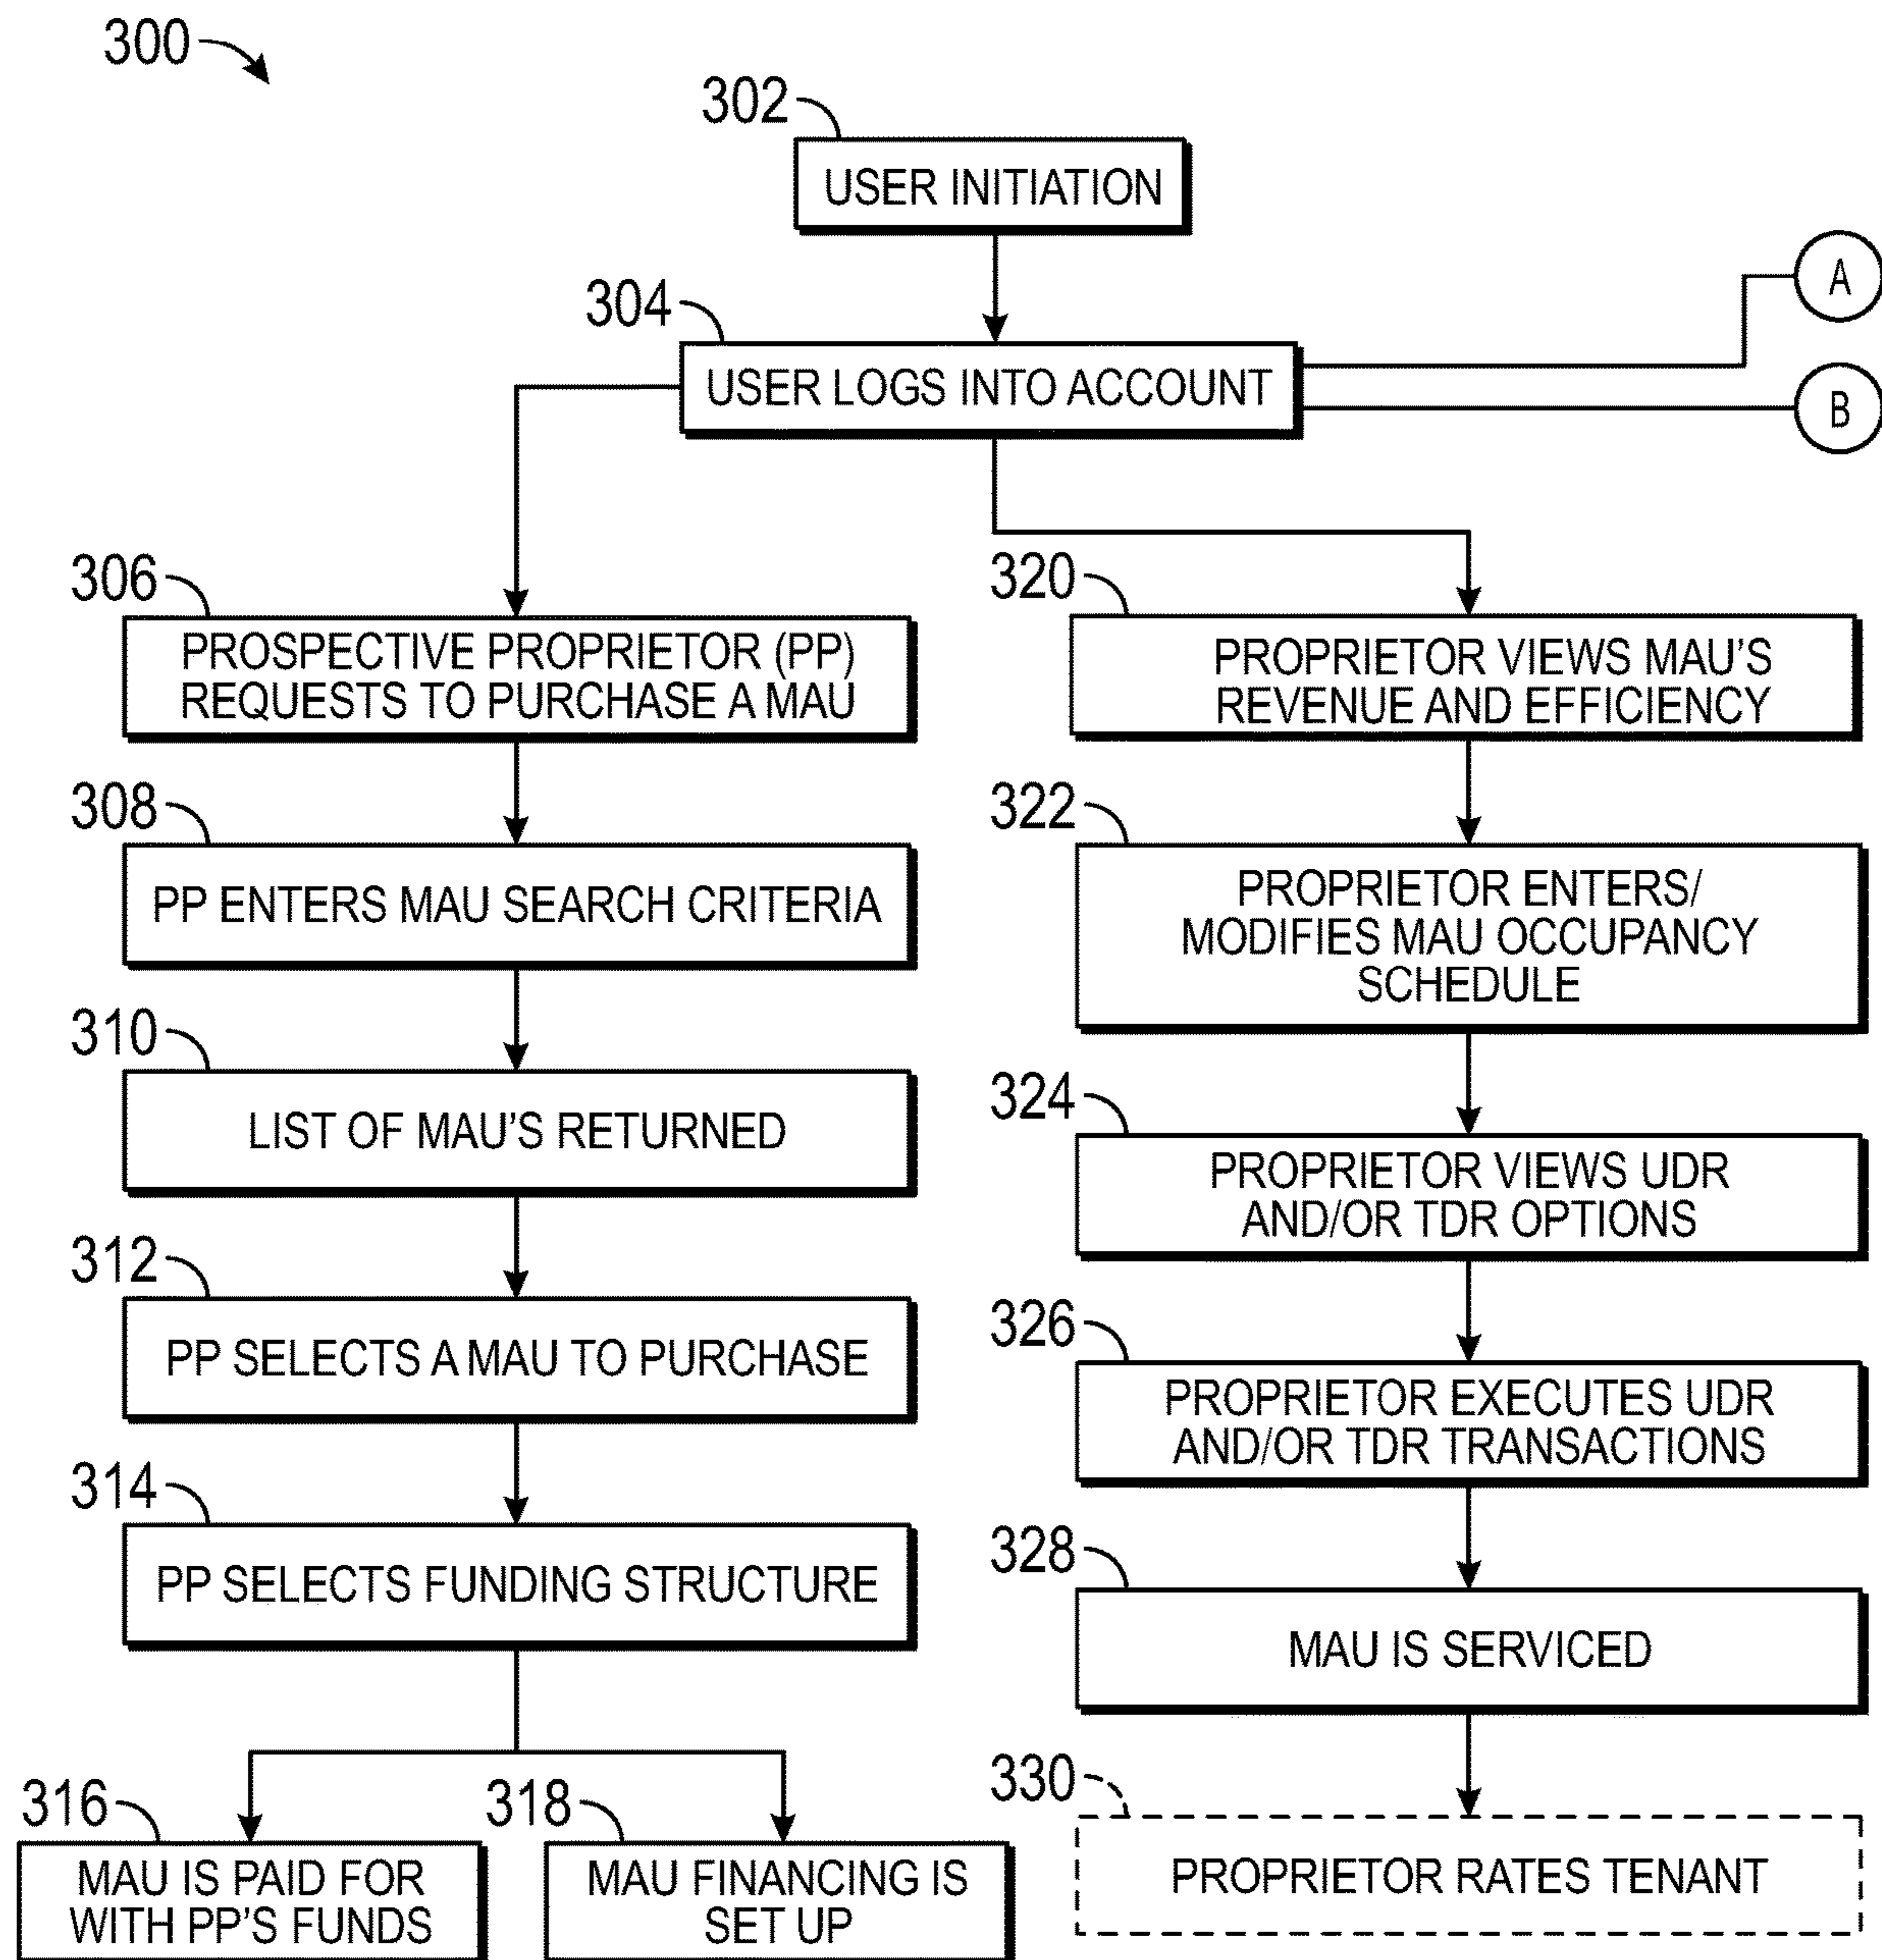 300
302
USER INITIATION
A
304
USER LOGS INTO ACCOUNT
B
306
PROSPECTIVE PROPRIETOR (PP)
REQUESTS TO PURCHASE A MAU
308
PP ENTERS MAU SEARCH CRITERIA
310
LIST OF MAU'S RETURNED
312
PP SELECTS A MAU TO PURCHASE
314
PP SELECTS FUNDING STRUCTURE
316
MAU IS PAID FOR
WITH PP'S FUNDS
318
MAU FINANCING IS
SET UP
320
PROPRIETOR VIEWS MAU'S
REVENUE AND EFFICIENCY
322
PROPRIETOR ENTERS/
MODIFIES MAU OCCUPANCY
SCHEDULE
324
PROPRIETOR VIEWS UDR
AND/OR TDR OPTIONS
326
PROPRIETOR EXECUTES UDR
AND/OR TDR TRANSACTIONS
328
MAU IS SERVICED
330
PROPRIETOR RATES TENANT